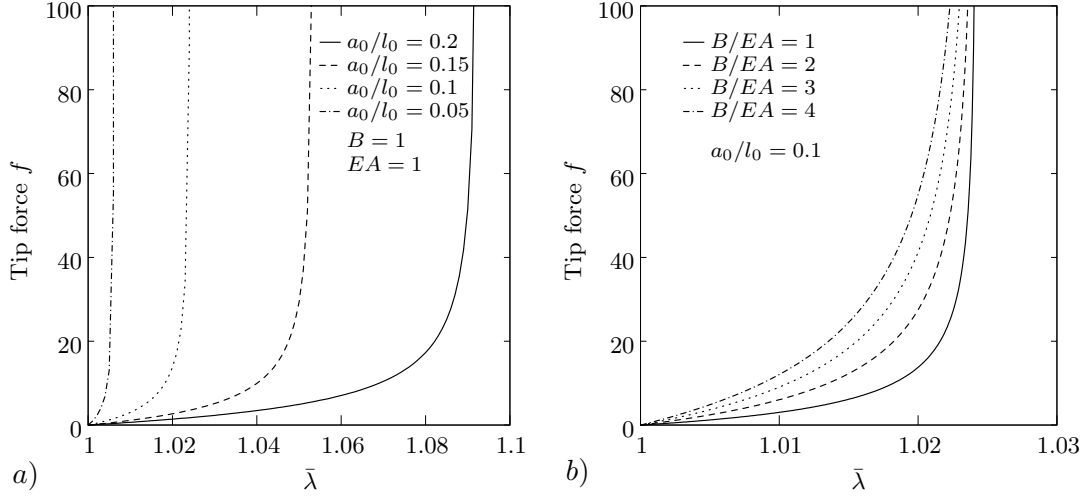 Tip force f
100
80
60
40
20
0
a0/l0 = 0.2
a0/l0 = 0.15
a0/l0 = 0.1
a0/l0 = 0.05
B = 1
EA = 1
1 1.02 1.04 1.06 1.08 1.1
a) λ̄
Tip force f
100
80
60
40
20
0
B/EA = 1
B/EA = 2
B/EA = 3
B/EA = 4
a0/l0 = 0.1
1 1.01 1.02 1.03
b) λ̄